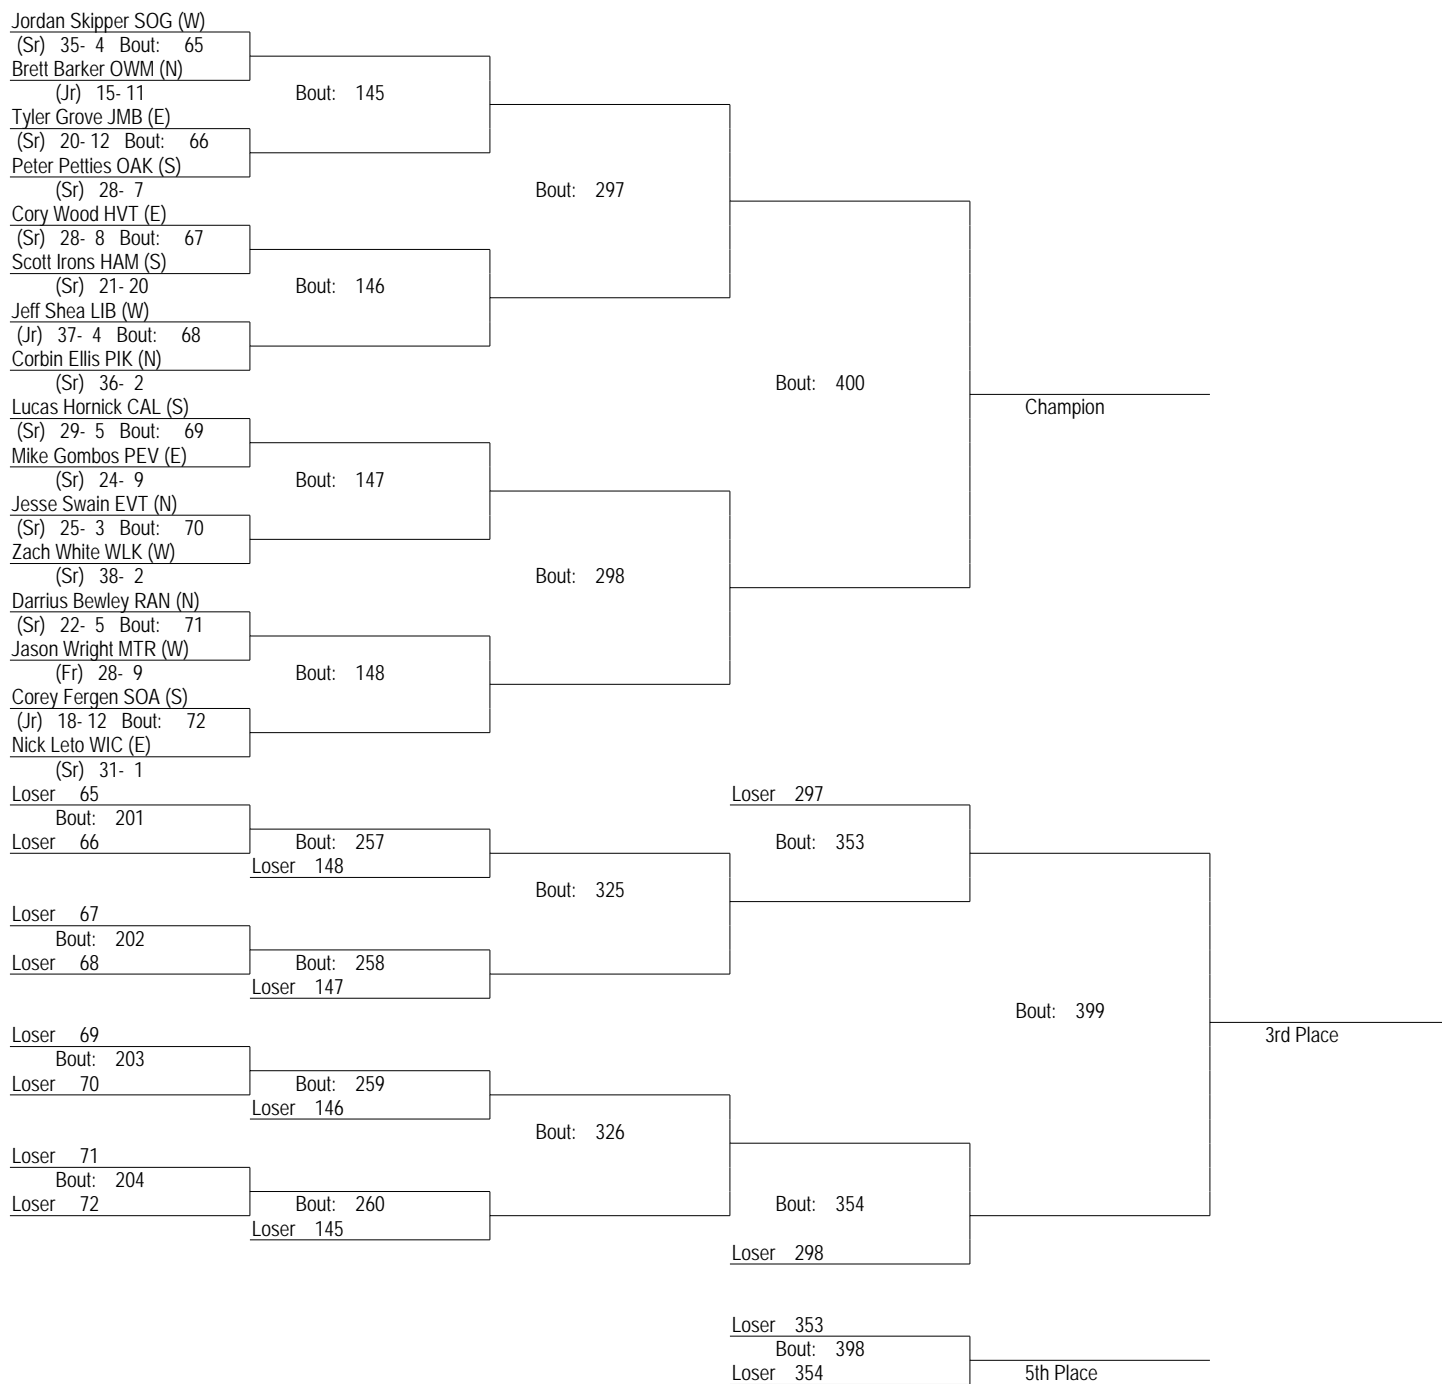 Jordan Skipper SOG (W)
(Sr) 35- 4 Bout: 65
Brett Barker OWM (N)
(Jr) 15- 11 Bout: 145
Tyler Grove JMB (E)
(Sr) 20- 12 Bout: 66
Peter Petties OAK (S)
(Sr) 28- 7 Bout: 297
Cory Wood HVT (E)
(Sr) 28- 8 Bout: 67
Scott Irons HAM (S)
(Sr) 21- 20 Bout: 146
Jeff Shea LIB (W)
(Jr) 37- 4 Bout: 68
Corbin Ellis PIK (N)
(Sr) 36- 2 Bout: 400
Lucas Hornick CAL (S) Champion
(Sr) 29- 5 Bout: 69
Mike Gombos PEV (E)
(Sr) 24- 9 Bout: 147
Jesse Swain EVT (N)
(Sr) 25- 3 Bout: 70
Zach White WLK (W)
(Sr) 38- 2 Bout: 298
Darrius Bewley RAN (N)
(Sr) 22- 5 Bout: 71
Jason Wright MTR (W)
(Fr) 28- 9 Bout: 148
Corey Fergen SOA (S)
(Jr) 18- 12 Bout: 72
Nick Leto WIC (E)
(Sr) 31- 1
Loser 65 Loser 297
Bout: 201
Loser 66 Bout: 257 Bout: 353
Loser 148
Bout: 325
Loser 67
Bout: 202
Loser 68 Bout: 258
Loser 147
Bout: 399
Loser 69 3rd Place
Bout: 203
Loser 70 Bout: 259
Loser 146
Bout: 326
Loser 71
Bout: 204
Loser 72 Bout: 260 Bout: 354
Loser 145
Loser 298
Loser 353
Bout: 398
Loser 354 5th Place